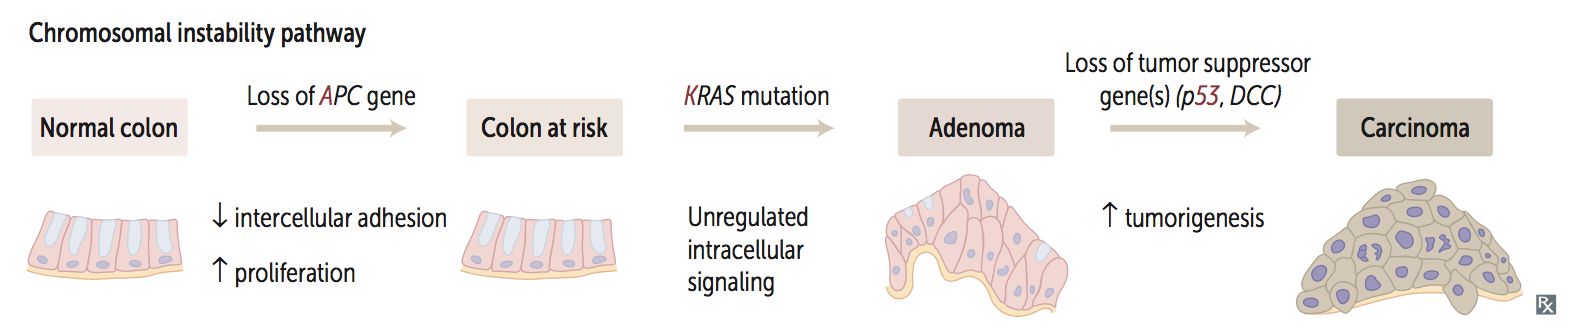 Chromosomal instability pathway
Normal colon
Loss of APC gene
Colon at risk
KRAS mutation
Adenoma
Loss of tumor suppressor
gene(s) (p53, DCC)
Carcinoma
↓ intercellular adhesion
↑ proliferation
Unregulated
intracellular
signaling
↑ tumorigenesis
Rx